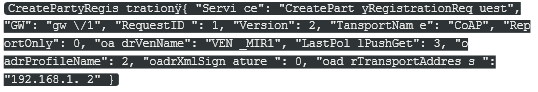 CreatePartyRegis trationÿ{ "Servi ce": "CreatePart yRegistrationReq uest",
"GW": "gw \/1", "RequestID ": 1, "Version": 2, "TansportNam e": "CoAP", "Rep
ortOnly": 0, "oa drVenName": "VEN _MIR1", "LastPol lPushGet": 3, "o
adrProfileName": 2, "oadrXmlSign ature ": 0, "oad rTransportAddres s ":
"192.168.1. 2" }